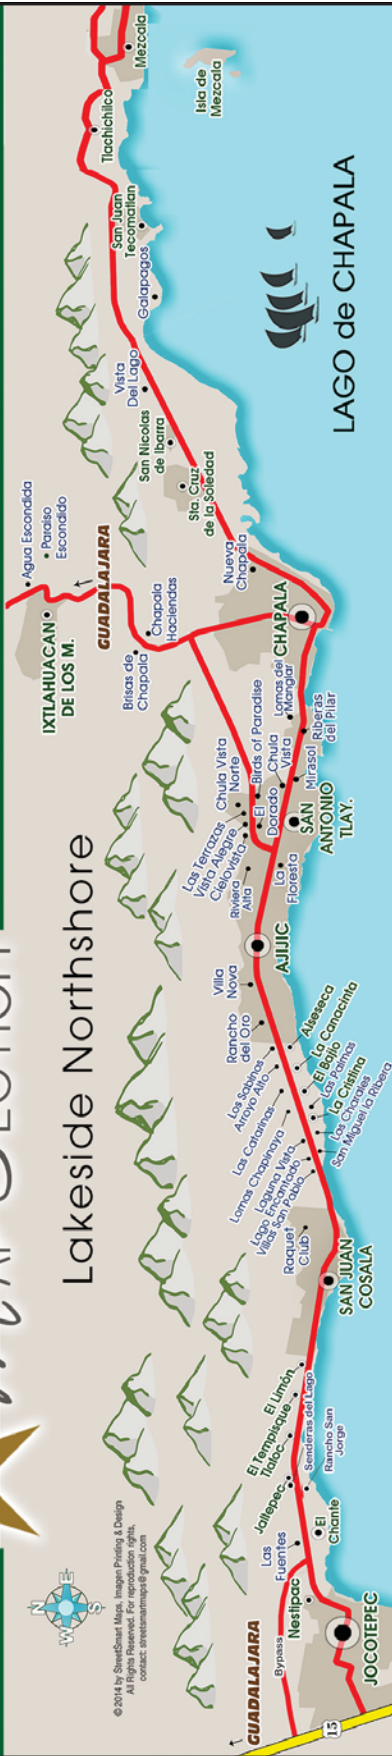 Lakeside Northshore
© 2014 by StreetSmart Maps, Imagen Printing & Design
All Rights Reserved. For reproduction rights,
contact: streetsmartmaps@gmail.com
N
W
E
S
GUADALAJARA
15
Bypass
JOCOTEPEC
Nestipac
Las
Fuentes
El
Chante
Jaltepec
Tlatoc
El Tempisque
El Limón
Senderas del Lago
Rancho San
Jorge
SAN JUAN
COSALA
Raquet
Club
Villas San Pablo
Lago Encantado
Laguna Vista
Lomas Chapinaya
Las Catarinas
Arroyo Alto
Los Sabinos
San Miguel la Ribera
Los Charales
La Cristina
Las Palmas
El Bajío
La Canacinta
Alseseca
Rancho
del Oro
Villa
Nova
AJIJIC
Riviera
Alta
La
Floresta
Cielovista
Vista Alegre
Las Terrazas
Chula Vista
Norte
El
Dorado
Birds of Paradise
Chula
Vista
SAN
ANTONIO
TLAY.
Mirasol
Riberas
del Pilar
Lomas del
Manglar
CHAPALA
Brisas de
Chapala
Chapala
Haciendas
GUADALAJARA
IXTLAHUACAN
DE LOS M.
Agua Escondida
Paraiso
Escondido
Nueva
Chapala
Sta. Cruz
de la Soledad
San Nicolas
de Ibarra
Vista
Del Lago
Galapagos
San Juan
Tecomatlan
Tlachichilco
Mezcala
Isla de
Mezcala
LAGO de CHAPALA